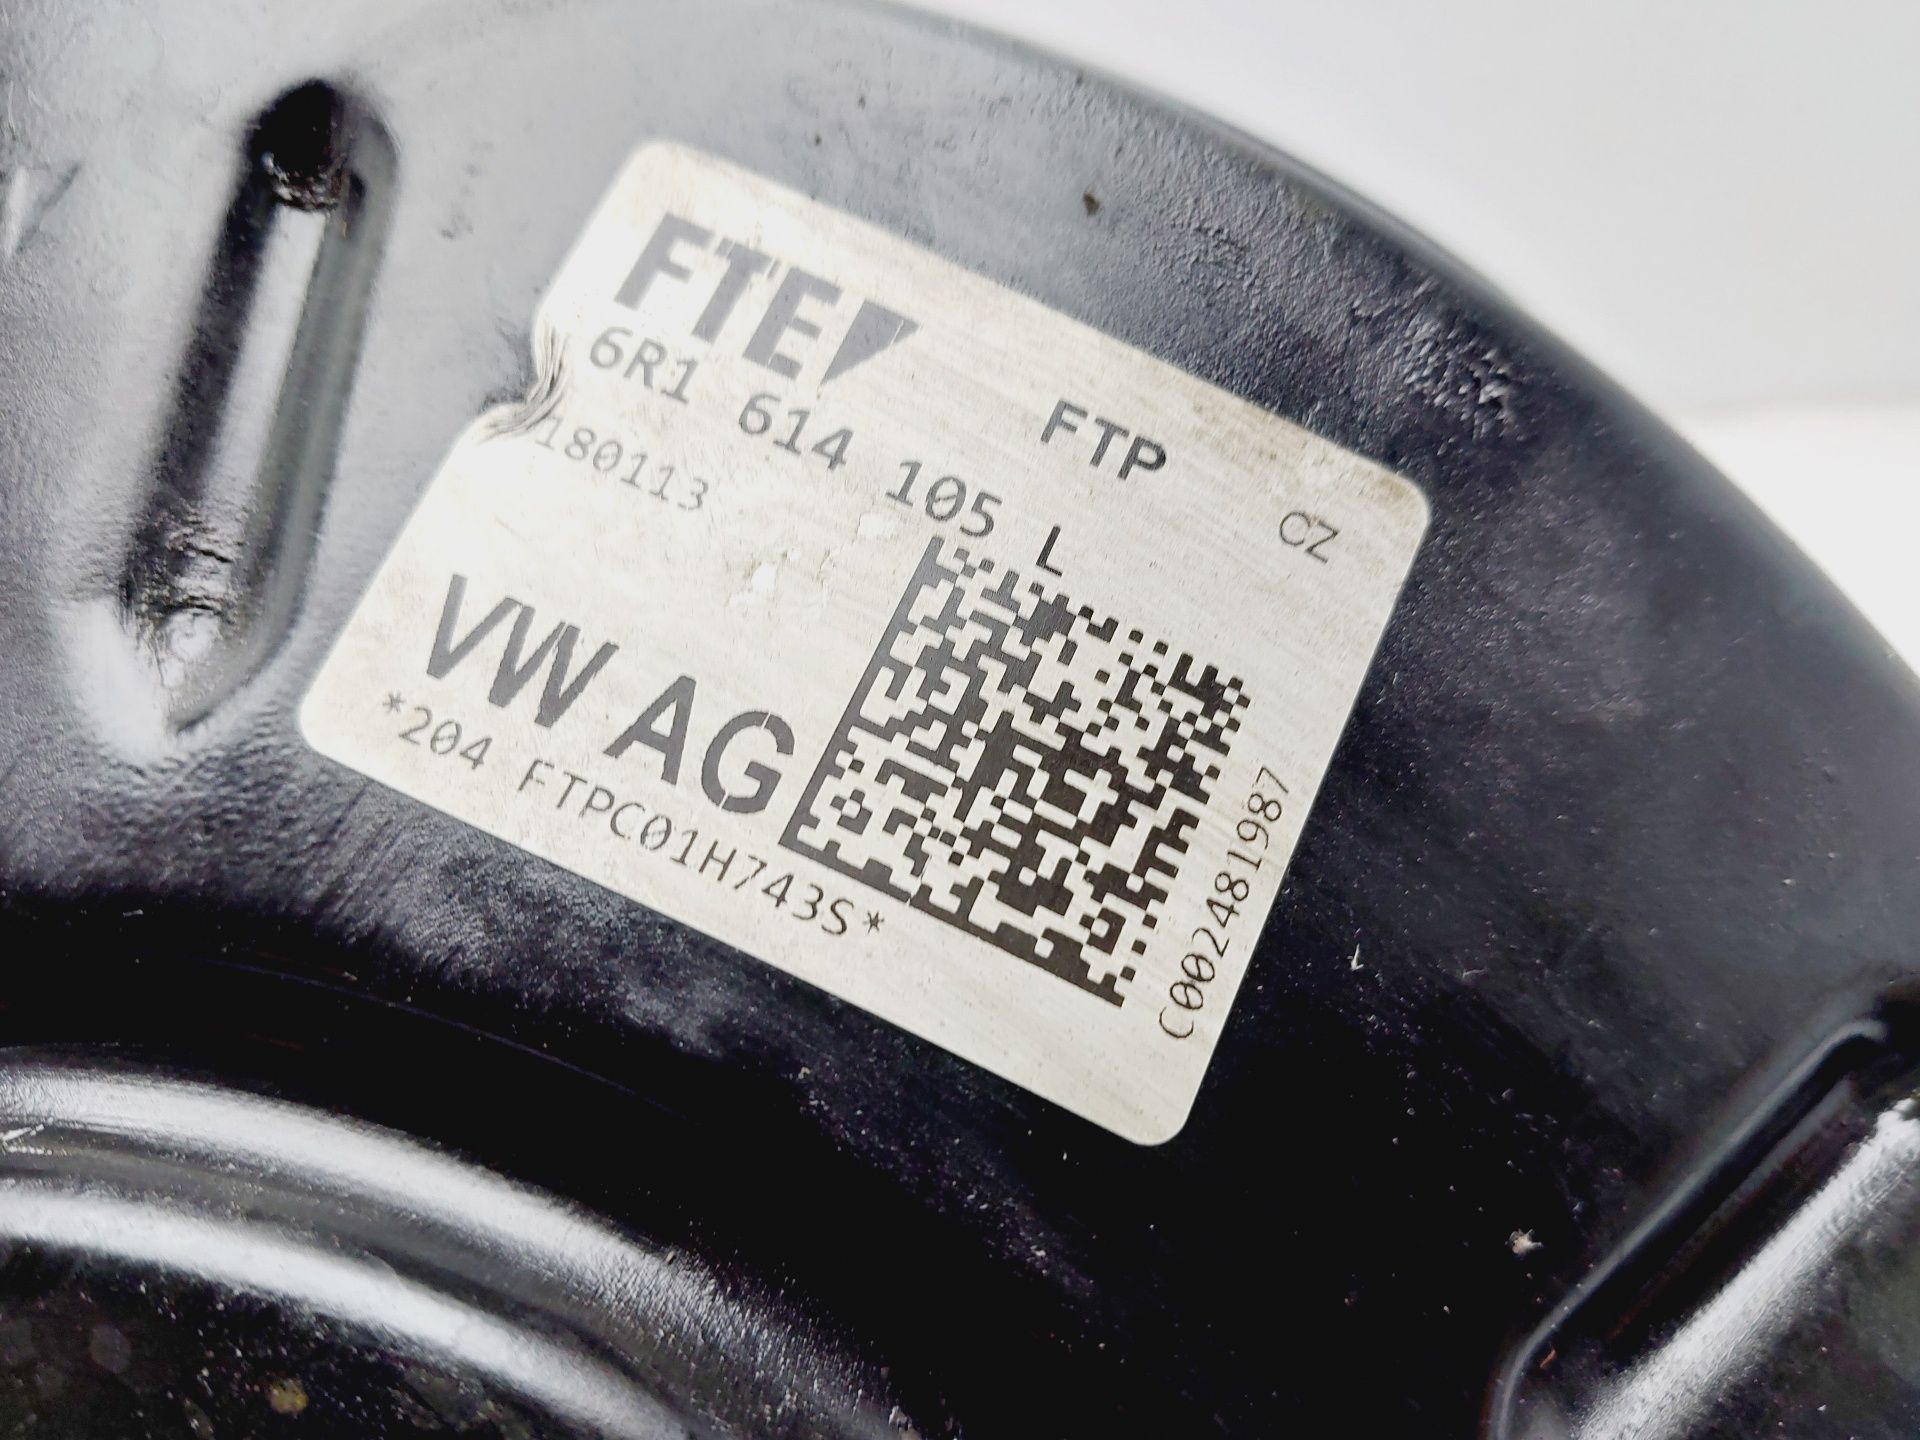 FTE
6R1 614 105 L
FTP
CZ
180113
VW AG
*204 FTPC01H743S*
C002481987